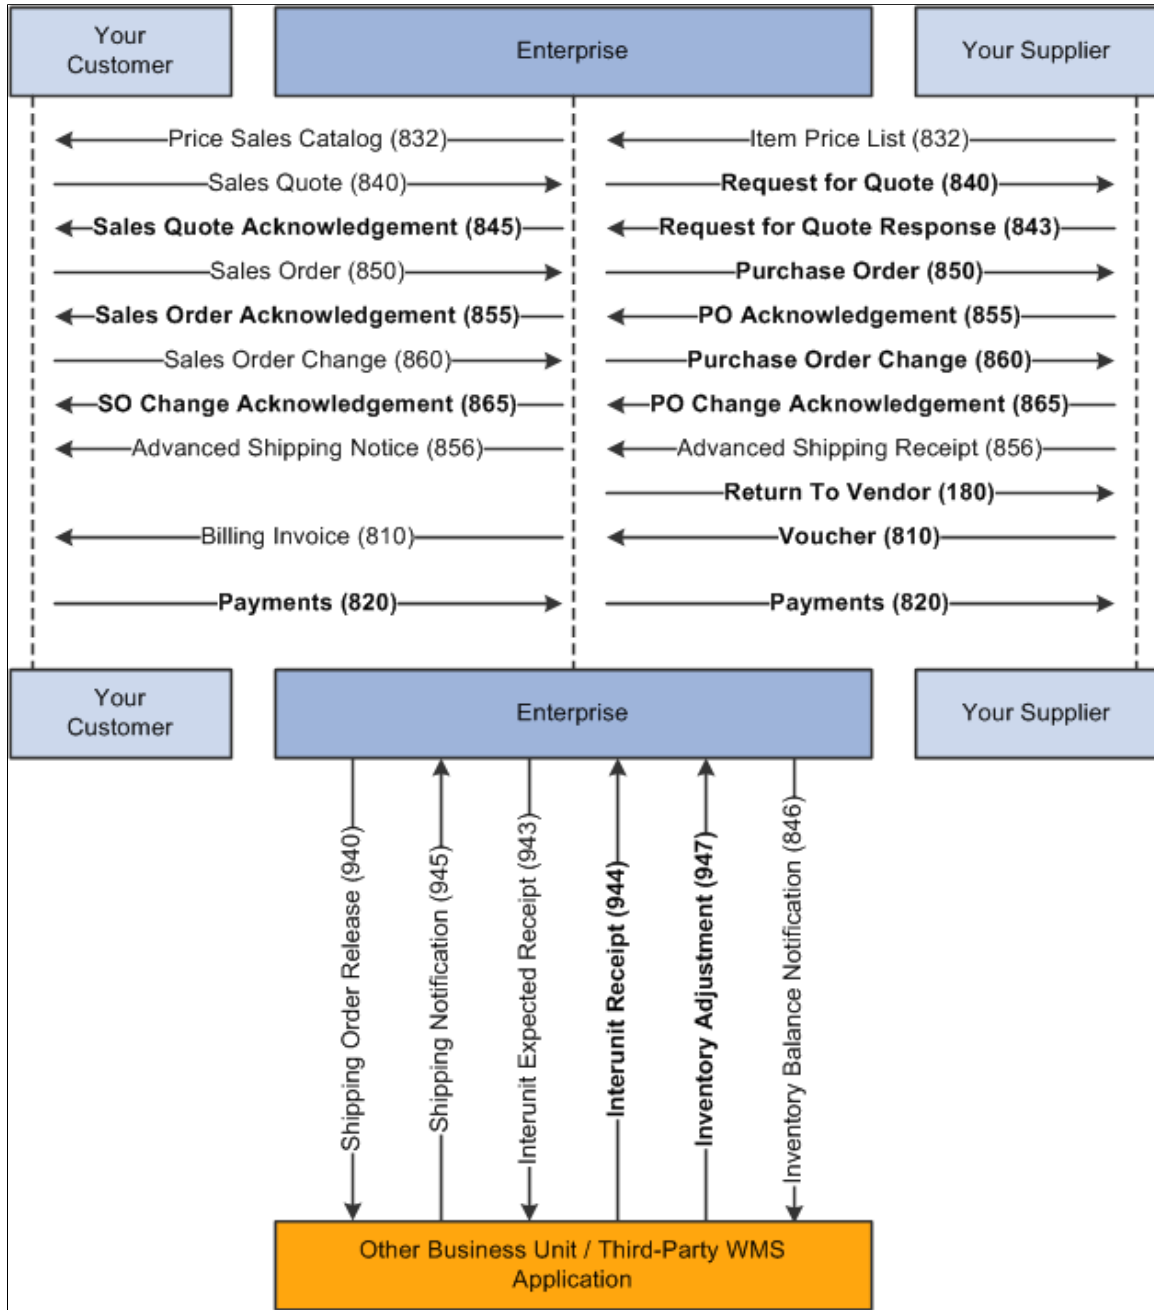 Your
Customer
Enterprise
Your Supplier
Price Sales Catalog (832)
Item Price List (832)
Sales Quote (840)
Request for Quote (840)
Sales Quote Acknowledgement (845)
Request for Quote Response (843)
Sales Order (850)
Purchase Order (850)
Sales Order Acknowledgement (855)
PO Acknowledgement (855)
Sales Order Change (860)
Purchase Order Change (860)
SO Change Acknowledgement (865)
PO Change Acknowledgement (865)
Advanced Shipping Notice (856)
Advanced Shipping Receipt (856)
Return To Vendor (180)
Billing Invoice (810)
Voucher (810)
Payments (820)
Payments (820)
Your
Customer
Enterprise
Your Supplier
Shipping Order Release (940)
Shipping Notification (945)
Interunit Expected Receipt (943)
Interunit Receipt (944)
Inventory Adjustment (947)
Inventory Balance Notification (846)
Other Business Unit / Third-Party WMS
Application